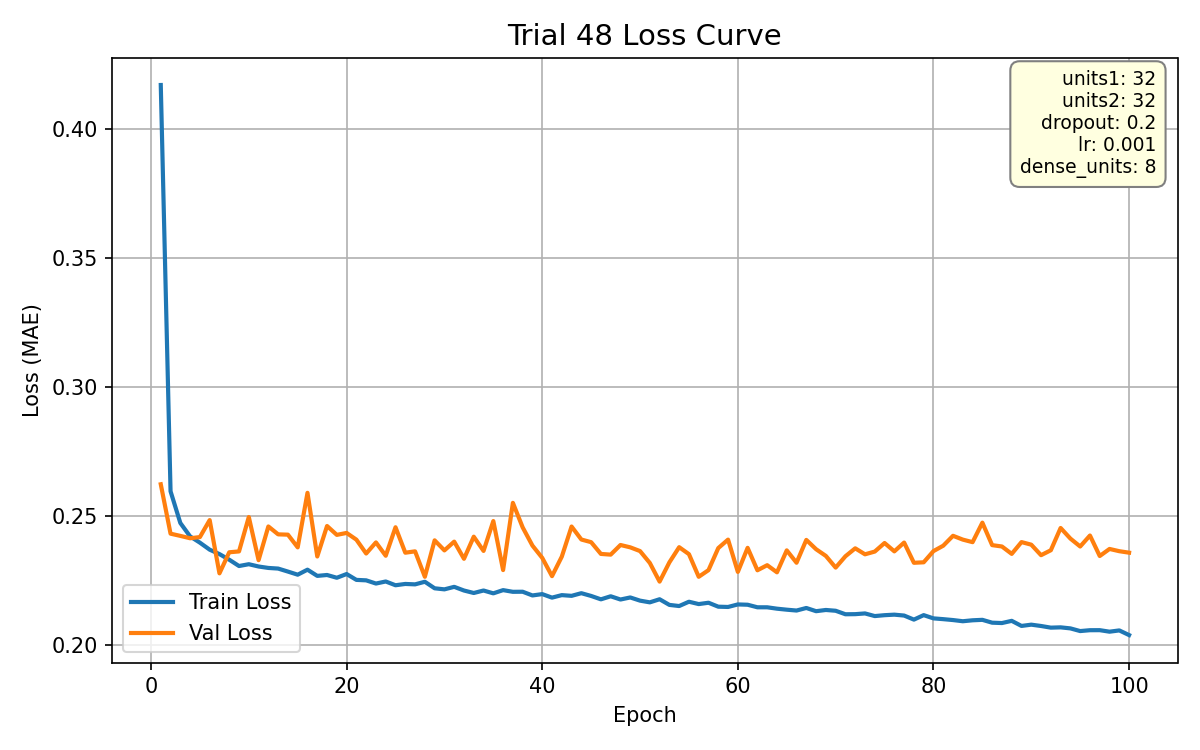 Trial 48 Loss Curve
units1: 32
units2: 32
dropout: 0.2
lr: 0.001
dense_units: 8
Loss (MAE)
0.40
0.35
0.30
0.25
0.20
Train Loss
Val Loss
0
20
40
60
80
100
Epoch